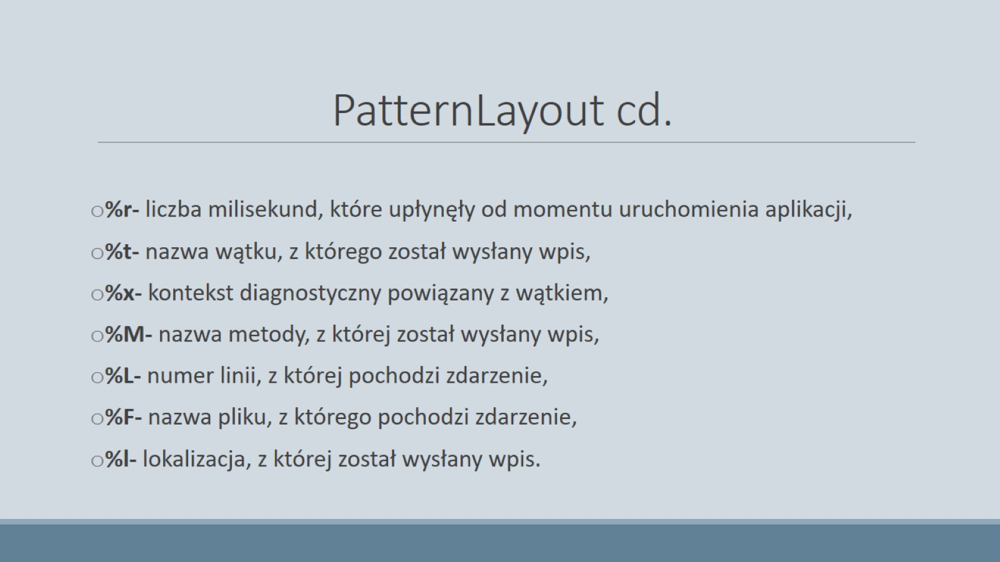 PatternLayout cd.
○%r- liczba milisekund, które upłynęły od momentu uruchomienia aplikacji,
○%t- nazwa wątku, z którego został wysłany wpis,
○%x- kontekst diagnostyczny powiązany z wątkiem,
○%M- nazwa metody, z której został wysłany wpis,
○%L- numer linii, z której pochodzi zdarzenie,
○%F- nazwa pliku, z którego pochodzi zdarzenie,
○%l- lokalizacja, z której został wysłany wpis.